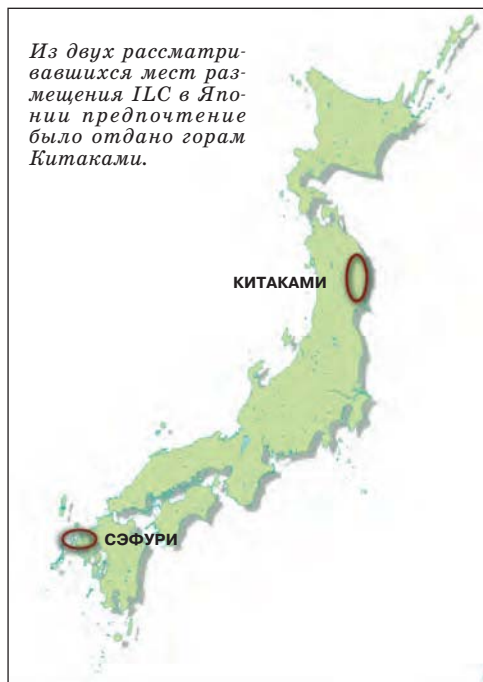 Из двух рассматри-
вавшихся мест раз-
мещения ILC в Япо-
нии предпочтение
было отдано горам
Китаками.
КИТАКАМИ
СЭФУРИ